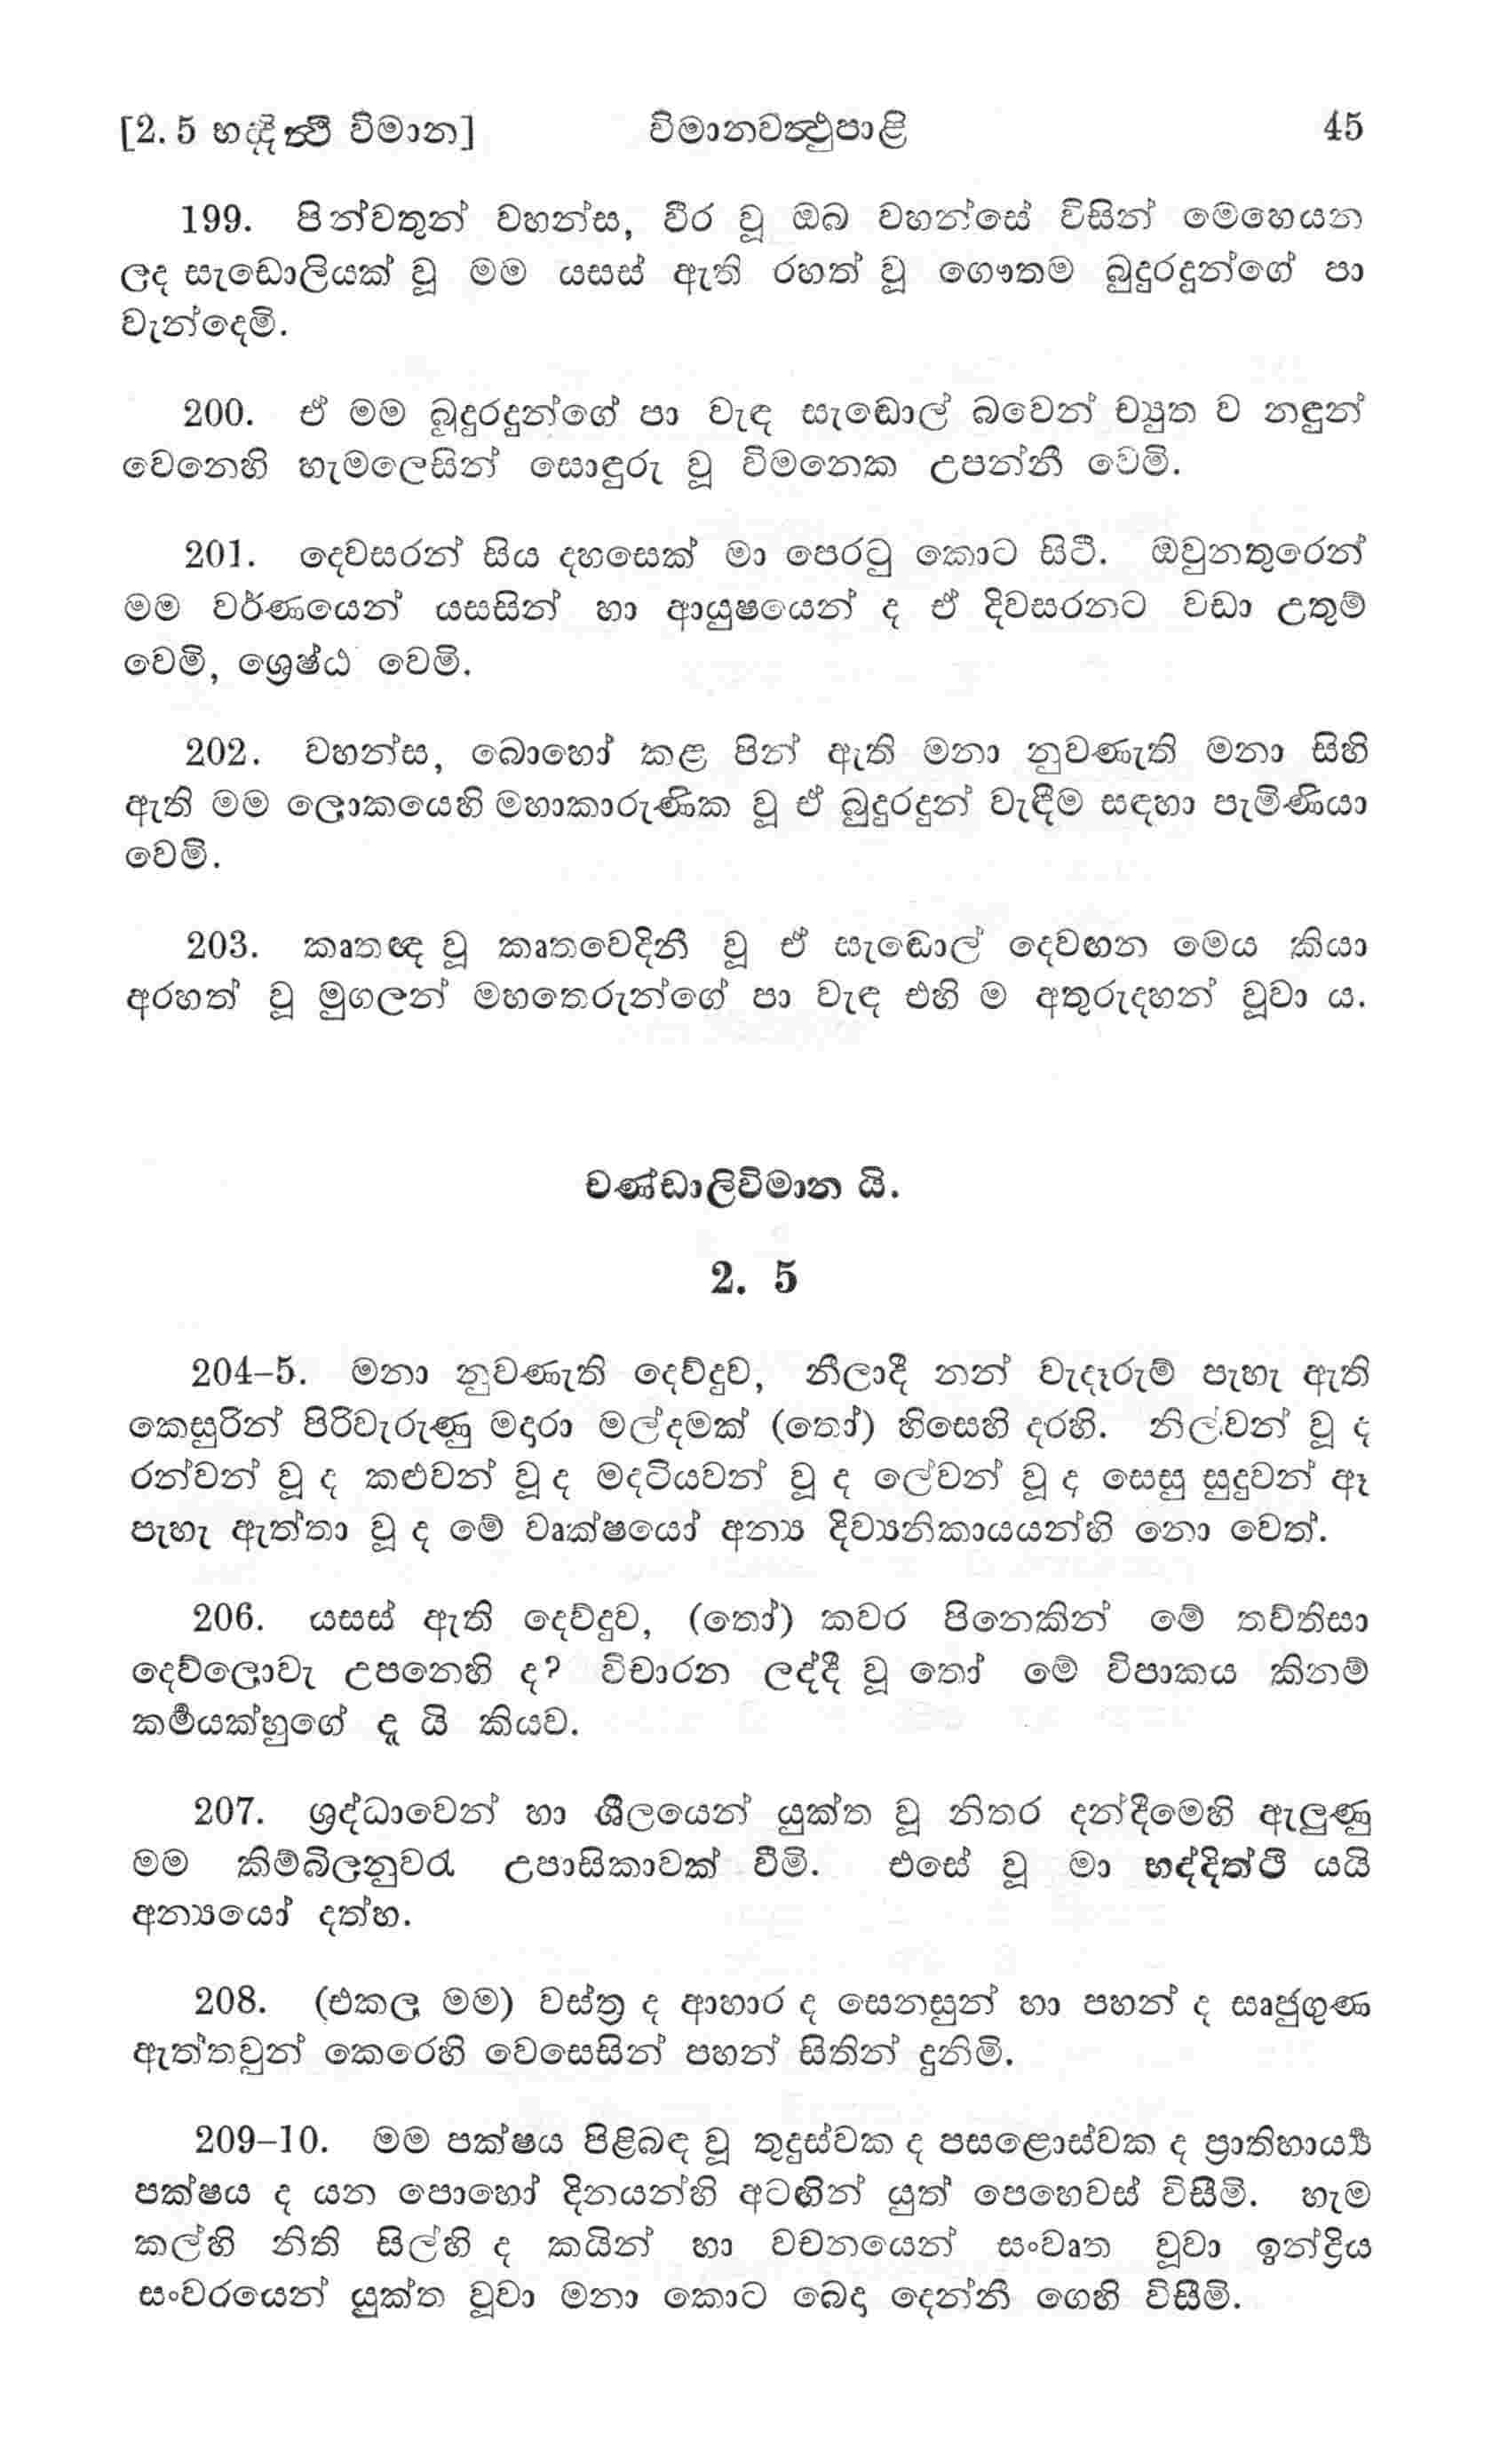 [2. 5 භද්දිත්ථි විමාන] විමානවත්ථුපාළි 45
199. පින්වතුන් වහන්ස, වීර වූ ඔබ වහන්සේ විසින් මෙහෙයන
ලද සැඩොලියක් වූ මම යසස් ඇති රහත් වූ ගෞතම බුදුරදුන්ගේ පා
වැන්දෙමි.
200. ඒ මම බුදුරදුන්ගේ පා වැඳ සැඬොල් බවෙන් ච්‍යුත ව නඳුන්
වෙනෙහි හැමලෙසින් සොඳුරු වූ විමනෙක උපන්නී වෙමි.
201. දෙවසරන් සිය දහසෙක් මා පෙරටු කොට සිටී. ඔවුනතුරෙන්
මම වර්ණයෙන් යසසින් හා ආයුෂයෙන් ද ඒ දිවසරනට වඩා උතුම්
වෙමි, ශ්‍රෙෂ්ඨ වෙමි.
202. වහන්ස, බොහෝ කළ පින් ඇති මනා නුවණැති මනා සිහි
ඇති මම ලොකයෙහි මහාකාරුණික වූ ඒ බුදුරදුන් වැඳීම සඳහා පැමිණියා
වෙමි.
203. කෘතඥ වූ කෘතවෙදිනී වූ ඒ සැඬොල් දෙවඟන මෙය කියා
අරහත් වූ මුගලන් මහතෙරුන්ගේ පා වැඳ එහි ම අතුරුදහන් වූවා ය.
චණ්ඩාලිවිමාන යි.
2. 5
204–5. මනා නුවණැති දෙව්දුව, නීලාදී නන් වැදෑරුම් පැහැ ඇති
කෙසුරින් පිරිවැරුණු මදරා මල්දමක් (තෝ) හිසෙහි දරහි. නිල්වන් වූ ද
රන්වන් වූ ද කළුවන් වූ ද මදටියවන් වූ ද ලේවන් වූ ද සෙසු සුදුවන් ඈ
පැහැ ඇත්තා වූ ද මේ වෘක්ෂයෝ අන්‍ය දිව්‍යනිකායයන්හි නො වෙත්.
206. යසස් ඇති දෙව්දුව, (තෝ) කවර පිනෙකින් මේ තව්තිසා
දෙව්ලොවැ උපනෙහි ද? විචාරන ලද්දී වූ තෝ මේ විපාකය කිනම්
කර්‍මයක්හුගේ දැ යි කියව.
207. ශ්‍රද්ධාවෙන් හා ශීලයෙන් යුක්ත වූ නිතර දන්දීමෙහි ඇලුණු
මම කිම්බිලනුවරැ උපාසිකාවක් වීමි. එසේ වූ මා භද්දිත්ථි යයි
අන්‍යයෝ දත්හ.
208. (එකල මම) වස්ත්‍ර ද ආහාර ද සෙනසුන් හා පහන් ද සෘජුගුණ
ඇත්තවුන් කෙරෙහි වෙසෙසින් පහන් සිතින් දුනිමි.
209–10. මම පක්ෂය පිළිබඳ වූ තුදුස්වක ද පසළොස්වක ද ප්‍රාතිහාර්‍ය්‍ය
පක්ෂය ද යන පොහෝ දිනයන්හි අටඟින් යුත් පෙහෙවස් විසීමි. හැම
කල්හි නිති සිල්හි ද කයින් හා වචනයෙන් සංවෘත වූවා ඉන්ද්‍රිය
සංවරයෙන් යුක්ත වූවා මනා කොට බෙදා දෙන්නී ගෙහි විසීමි.